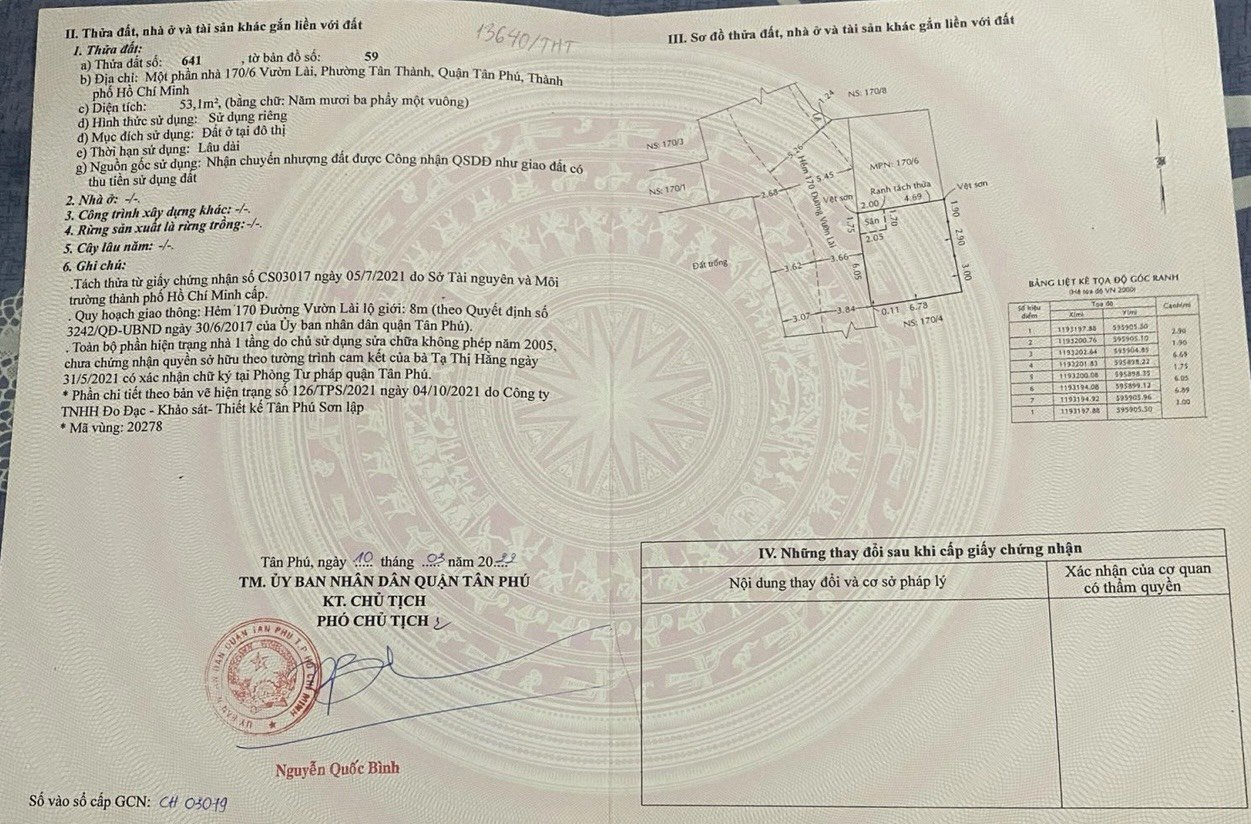 II. Thửa đất, nhà ở và tài sản khác gắn liền với đất
1. Thửa đất:
a) Thửa đất số: 641 , tờ bản đồ số: 59
b) Địa chỉ: Một phần nhà 170/6 Vườn Lài, Phường Tân Thành, Quận Tân Phú, Thành
phố Hồ Chí Minh
c) Diện tích: 53,1m², (bằng chữ: Năm mươi ba phẩy một vuông)
d) Hình thức sử dụng: Sử dụng riêng
đ) Mục đích sử dụng: Đất ở tại đô thị
e) Thời hạn sử dụng: Lâu dài
g) Nguồn gốc sử dụng: Nhận chuyển nhượng đất được Công nhận QSDĐ như giao đất có
thu tiền sử dụng đất
2. Nhà ở: -/-.
3. Công trình xây dựng khác: -/-.
4. Rừng sản xuất là rừng trồng: -/-.
5. Cây lâu năm: -/-.
6. Ghi chú:
.Tách thửa từ giấy chứng nhận số CS03017 ngày 05/7/2021 do Sở Tài nguyên và Môi
trường thành phố Hồ Chí Minh cấp.
. Quy hoạch giao thông: Hẻm 170 Đường Vườn Lài lộ giới: 8m (theo Quyết định số
3242/QĐ-UBND ngày 30/6/2017 của Ủy ban nhân dân quận Tân Phú).
. Toàn bộ phần hiện trạng nhà 1 tầng do chủ sử dụng sửa chữa không phép năm 2005,
chưa chứng nhận quyền sở hữu theo tường trình cam kết của bà Tạ Thị Hằng ngày
31/5/2021 có xác nhận chữ ký tại Phòng Tư pháp quận Tân Phú.
* Phần chi tiết theo bản vẽ hiện trạng số 126/TPS/2021 ngày 04/10/2021 do Công ty
TNHH Đo Đạc - Khảo sát- Thiết kế Tân Phú Sơn lập
* Mã vùng: 20278
Tân Phú, ngày 10 tháng 03 năm 2022
TM. ỦY BAN NHÂN DÂN QUẬN TÂN PHÚ
KT. CHỦ TỊCH
PHÓ CHỦ TỊCH
ỦY BAN NHÂN DÂN QUẬN TÂN PHÚ T.P HỒ CHÍ MINH
Nguyễn Quốc Bình
Số vào sổ cấp GCN: CH 03079
13640/THT
III. Sơ đồ thửa đất, nhà ở và tài sản khác gắn liền với đất
NS: 170/8
1.24
NS: 170/3
5.26
MPN: 170/6
NS: 170/1
5.45
2.68
Hẻm 170 Đường Vườn Lài
Ranh tách thửa
Vệt sơn
Vệt sơn
2.00
4.69
1.90
1.75
Sân
1.70
2.05
2.90
Đất trống
3.66
3.62
6.05
3.00
3.07
3.84
0.11
6.78
NS: 170/4
BẢNG LIỆT KÊ TỌA ĐỘ GÓC RANH
(Hệ tọa độ VN 2000)
Số hiệu điểm Tọa độ Cạnh(m)
X(m) Y(m)
1 1193197.88 595905.30
2.90
2 1193200.76 595905.10
1.90
3 1193202.64 595904.85
6.69
4 1193201.83 595898.22
1.75
5 1193200.08 595898.35
6.05
6 1193194.08 595899.12
6.89
7 1193194.92 595905.96
3.00
1 1193197.88 595905.30
IV. Những thay đổi sau khi cấp giấy chứng nhận
Nội dung thay đổi và cơ sở pháp lý
Xác nhận của cơ quan
có thẩm quyền